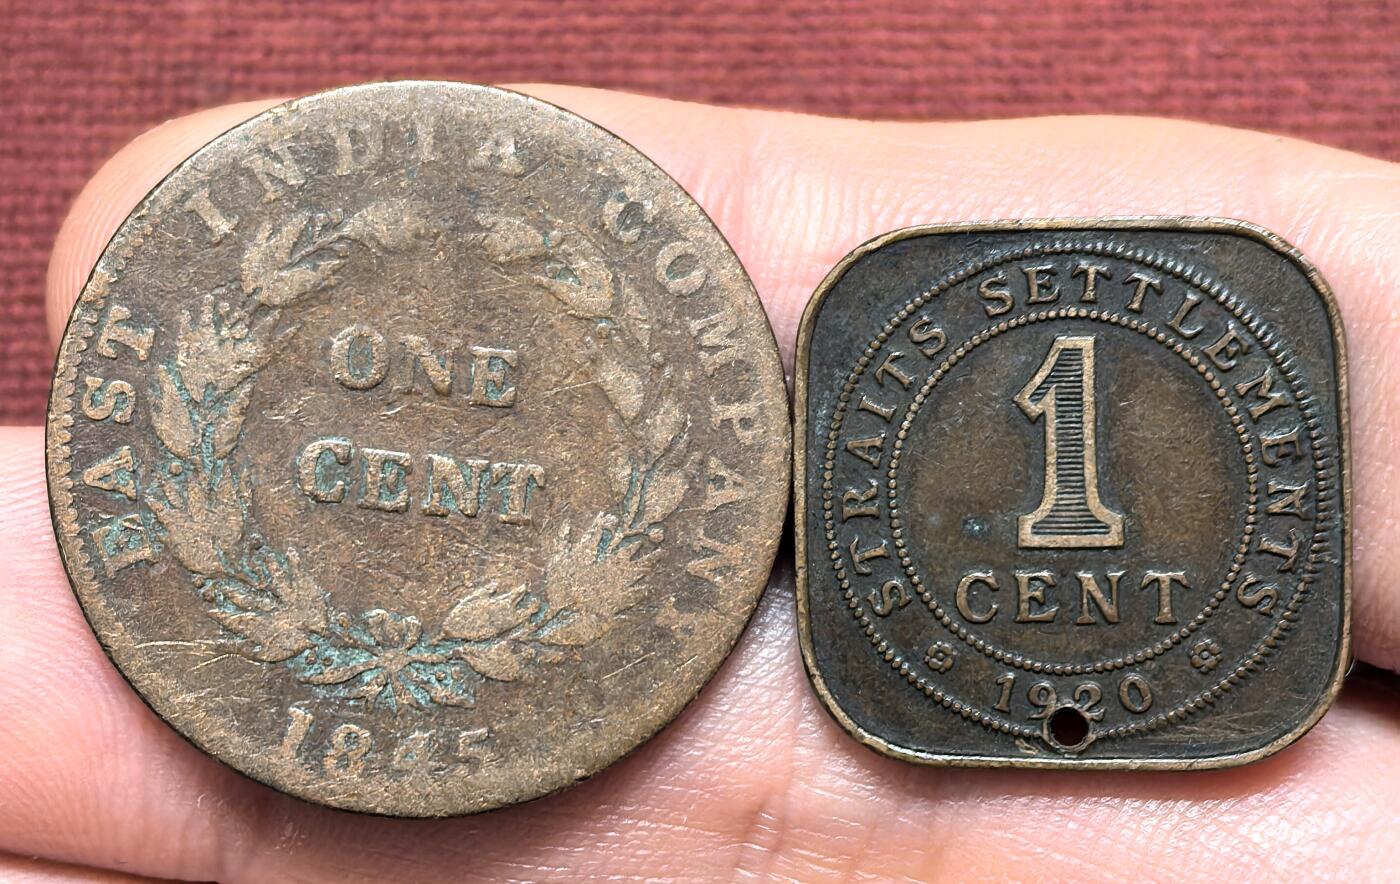 EAST INDIA COMPANY
ONE
CENT
1845
STRAITS SETTLEMENTS
1
CENT
1920